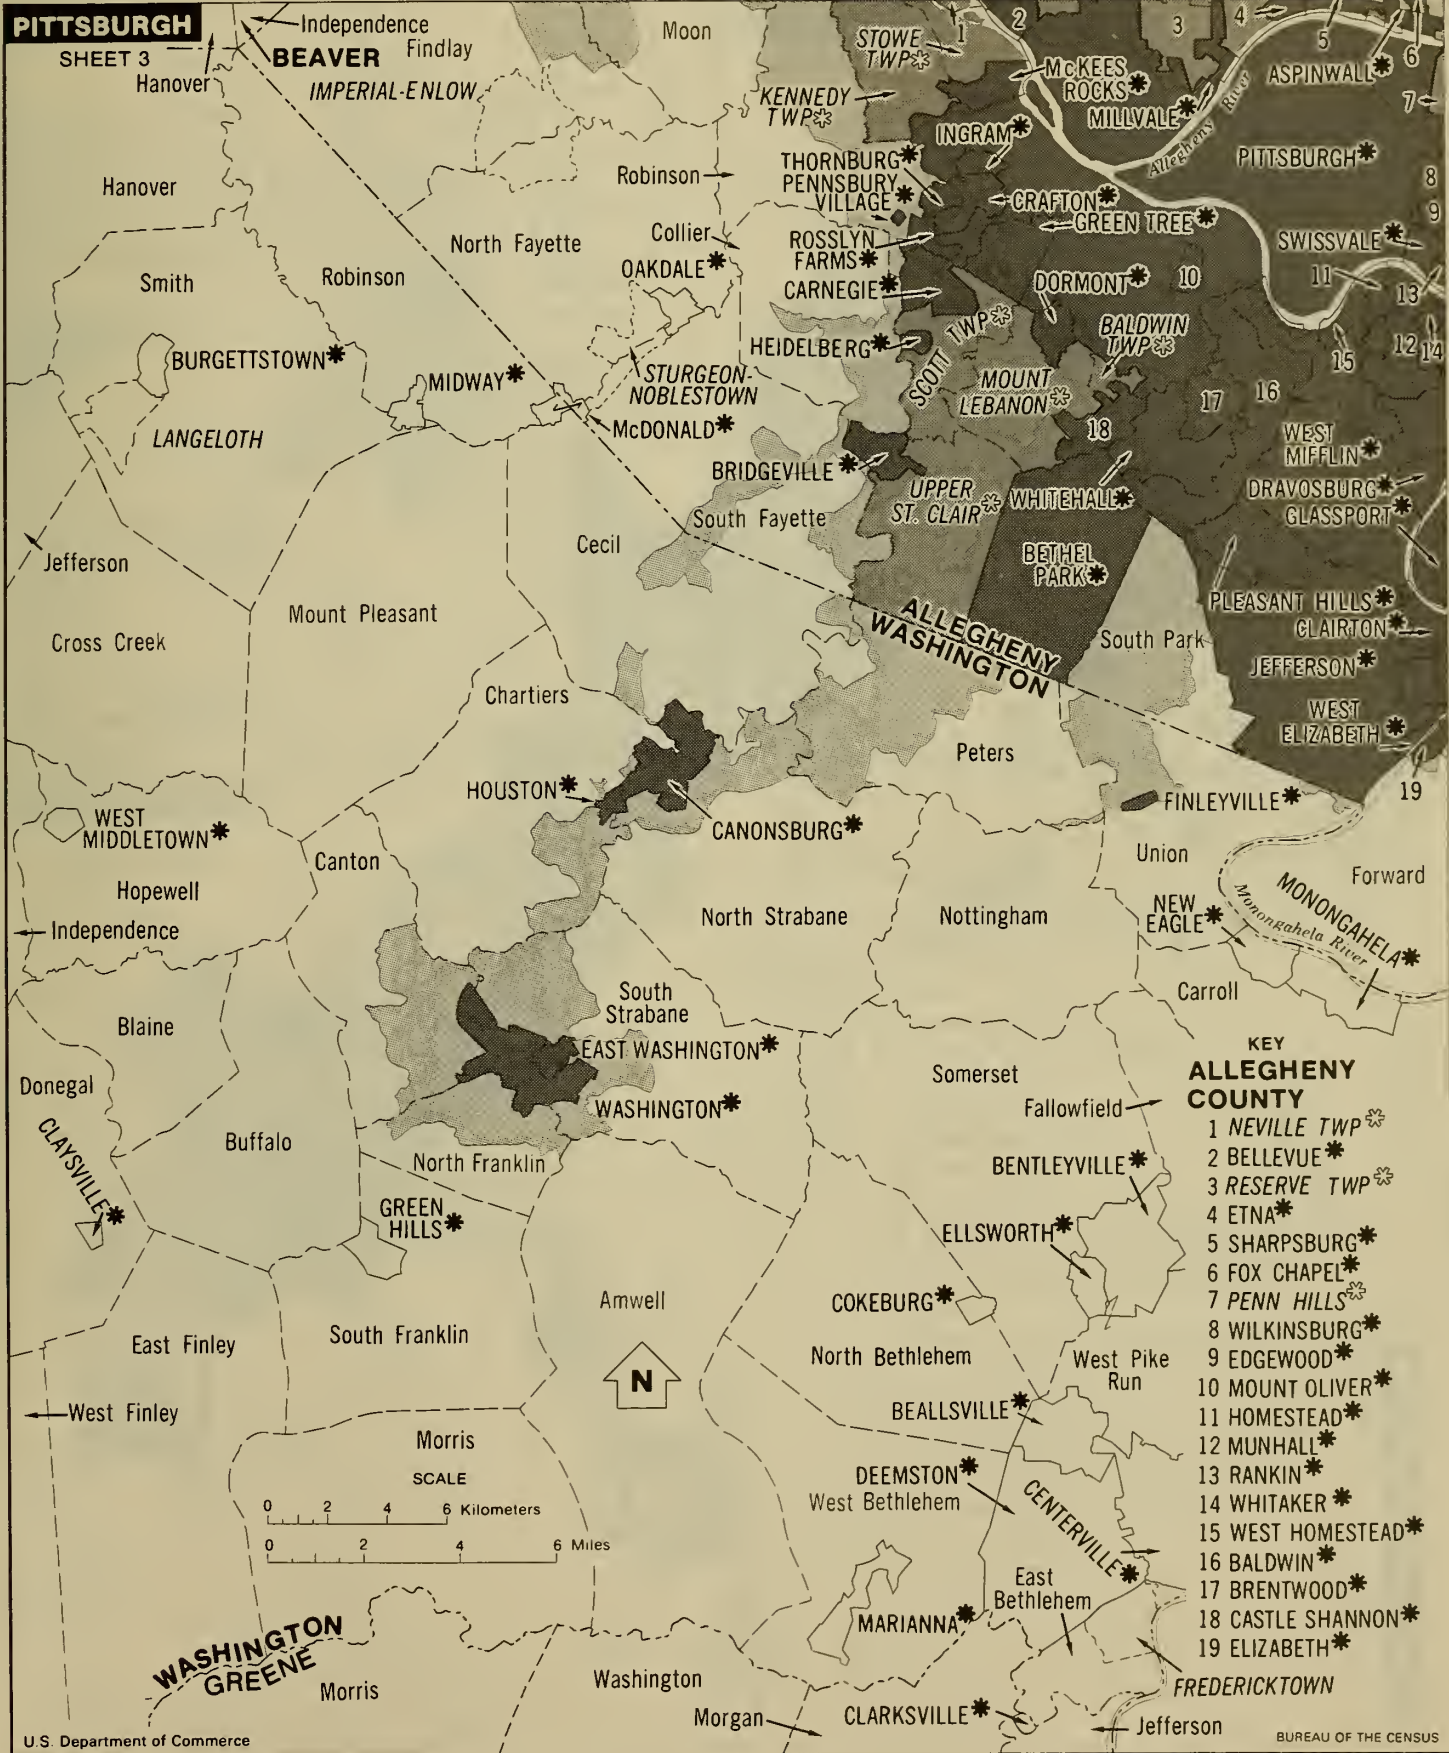 PITTSBURGH
SHEET 3
Independence
BEAVER
Findlay
Hanover
IMPERIAL-ENLOW
Moon
STOWE
TWP
1
2
3
4
5
6
McKEES
ROCKS
ASPINWALL
7
KENNEDY
TWP
MILLVALE
Allegheny River
INGRAM
Hanover
Robinson
THORNBURG
PENNSBURY
VILLAGE
PITTSBURGH
8
9
CRAFTON
GREEN TREE
North Fayette
Collier
ROSSLYN
FARMS
SWISSVALE
Smith
Robinson
OAKDALE
CARNEGIE
DORMONT
10
11
13
BURGETTSTOWN
MIDWAY
STURGEON-
NOBLESTOWN
HEIDELBERG
SCOTT TWP
BALDWIN
TWP
MOUNT
LEBANON
15
12
14
16
17
18
LANGELOTH
McDONALD
WEST
MIFFLIN
BRIDGEVILLE
UPPER
ST. CLAIR
WHITEHALL
DRAVOSBURG
GLASSPORT
South Fayette
Cecil
BETHEL
PARK
Jefferson
Mount Pleasant
ALLEGHENY
WASHINGTON
PLEASANT HILLS
CLAIRTON
Cross Creek
South Park
JEFFERSON
Chartiers
WEST
ELIZABETH
Peters
19
HOUSTON
FINLEYVILLE
WEST
MIDDLETOWN
CANONSBURG
Canton
Union
Hopewell
Forward
Independence
North Strabane
Nottingham
NEW
EAGLE
MONONGAHELA
Monongahela River
South
Strabane
Carroll
Blaine
EAST WASHINGTON
Donegal
WASHINGTON
Somerset
Fallowfield
CLAYSVILLE
Buffalo
North Franklin
BENTLEYVILLE
GREEN
HILLS
ELLSWORTH
Amwell
COKEBURG
East Finley
South Franklin
North Bethlehem
West Pike
Run
N
West Finley
BEALLSVILLE
Morris
SCALE
0 2 4 6 Kilometers
0 2 4 6 Miles
DEEMSTON
West Bethlehem
CENTERVILLE
East
Bethlehem
MARIANNA
WASHINGTON
GREENE
Morris
Washington
Morgan
CLARKSVILLE
Jefferson
FREDERICKTOWN
KEY
ALLEGHENY
COUNTY
1 NEVILLE TWP
2 BELLEVUE
3 RESERVE TWP
4 ETNA
5 SHARPSBURG
6 FOX CHAPEL
7 PENN HILLS
8 WILKINSBURG
9 EDGEWOOD
10 MOUNT OLIVER
11 HOMESTEAD
12 MUNHALL
13 RANKIN
14 WHITAKER
15 WEST HOMESTEAD
16 BALDWIN
17 BRENTWOOD
18 CASTLE SHANNON
19 ELIZABETH
U.S. Department of Commerce
BUREAU OF THE CENSUS